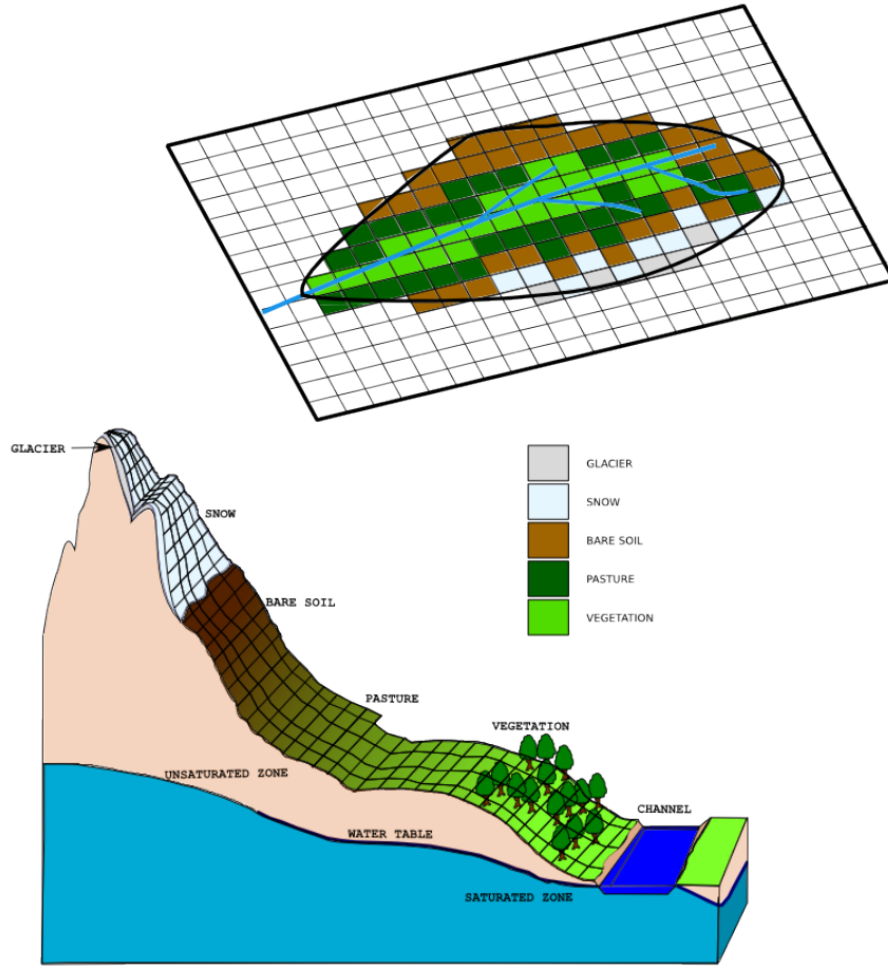 GLACIER
SNOW
BARE SOIL
PASTURE
VEGETATION
UNSATURATED ZONE
WATER TABLE
SATURATED ZONE
CHANNEL
GLACIER
SNOW
BARE SOIL
PASTURE
VEGETATION